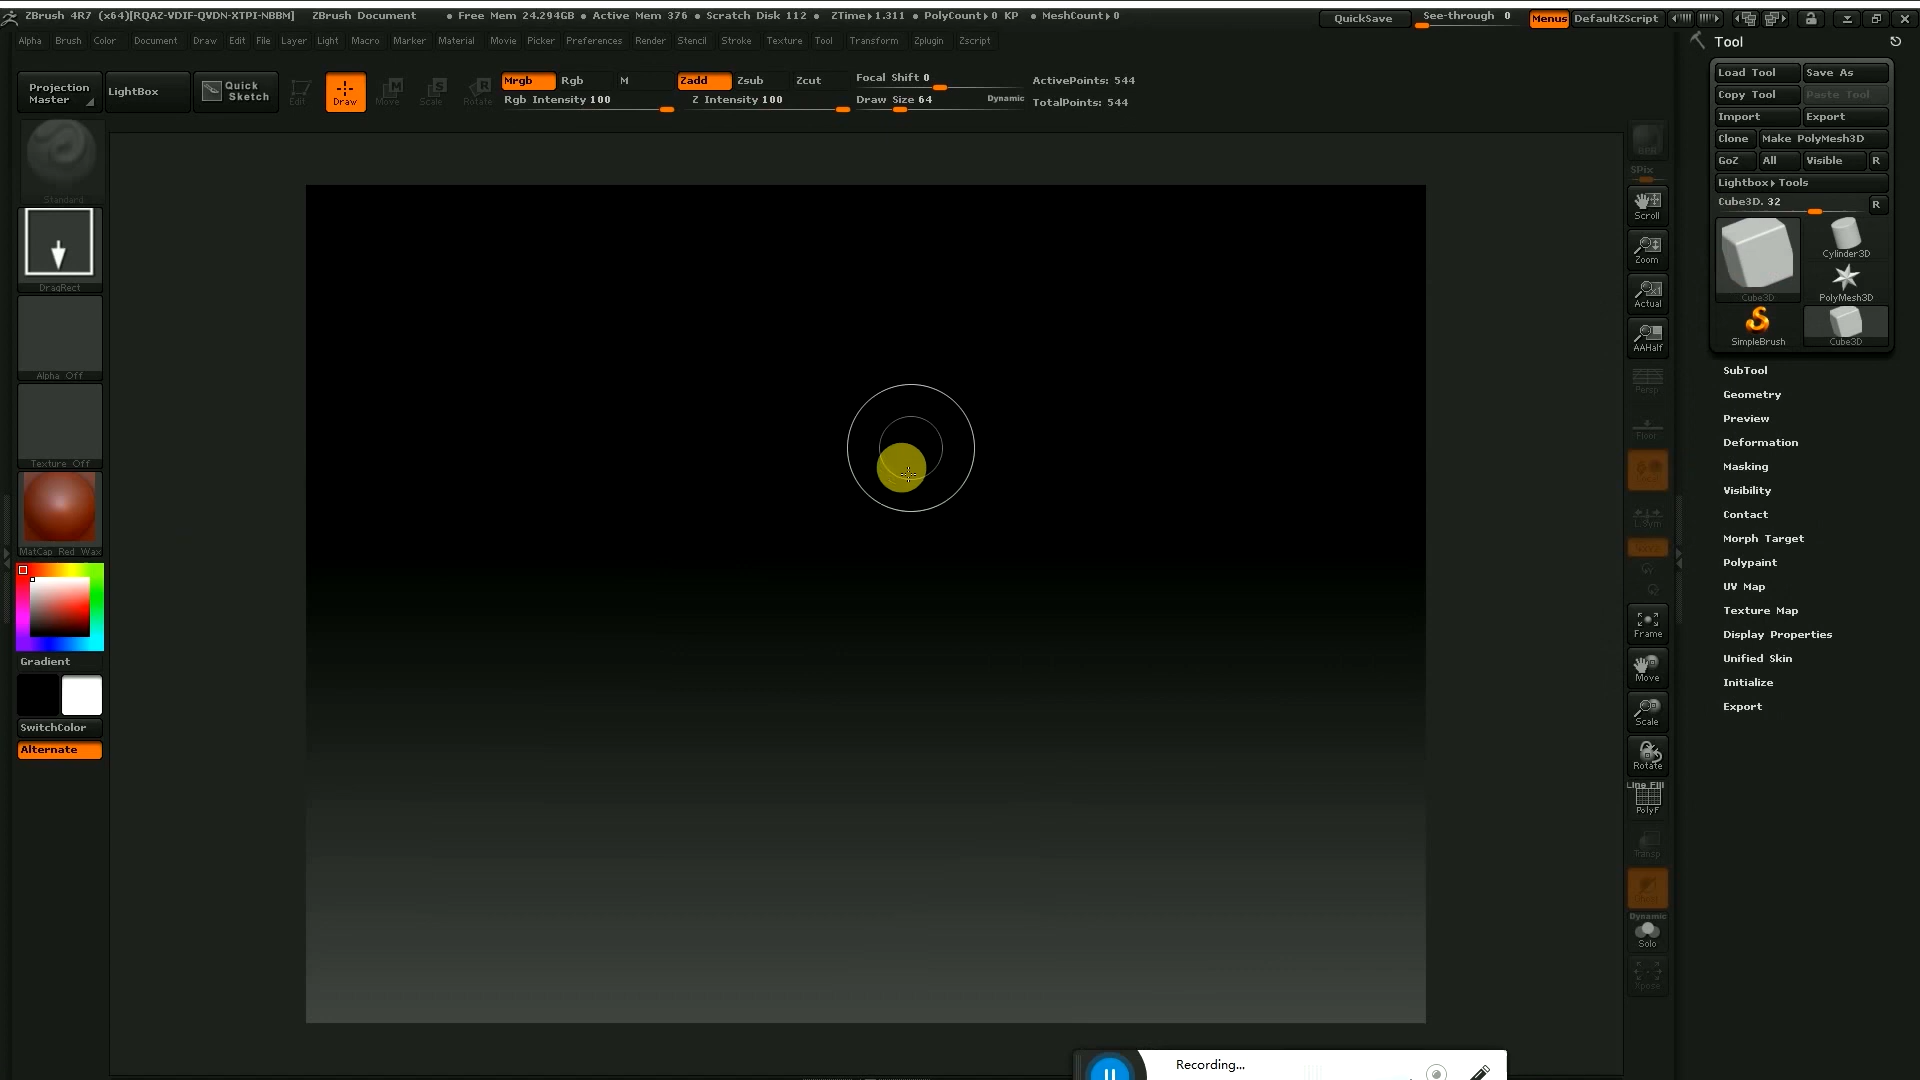 ZBrush 4R7 (x64)[RQAZ-VDIF-QVDN-XTPI-NBBM] ZBrush Document • Free Mem 24.294GB • Active Mem 376 • Scratch Disk 112 • ZTime▸1.311 • PolyCount▸0 KP • MeshCount▸0 QuickSave See-through 0 Menus DefaultZScript
Alpha Brush Color Document Draw Edit File Layer Light Macro Marker Material Movie Picker Preferences Render Stencil Stroke Texture Tool Transform Zplugin Zscript
Tool
Projection Master
LightBox
Quick Sketch
Edit
Draw
Move
Scale
Rotate
Mrgb Rgb M
Rgb Intensity 100
Zadd Zsub Zcut
Z Intensity 100
Focal Shift 0
Draw Size 64 Dynamic
ActivePoints: 544
TotalPoints: 544
Standard
DragRect
Alpha Off
Texture Off
MatCap Red Wax
Gradient
SwitchColor
Alternate
SPix
Scroll
Zoom
Actual
AAHalf
Persp
Floor
Frame
Move
Scale
Rotate
Line Fill
PolyF
Transp
Dynamic
Solo
Xpose
Load Tool Save As
Copy Tool Paste Tool
Import Export
Clone Make PolyMesh3D
GoZ All Visible R
Lightbox▸Tools
Cube3D. 32 R
Cube3D
Cylinder3D
PolyMesh3D
SimpleBrush
Cube3D
SubTool
Geometry
Preview
Deformation
Masking
Visibility
Contact
Morph Target
Polypaint
UV Map
Texture Map
Display Properties
Unified Skin
Initialize
Export
Recording...